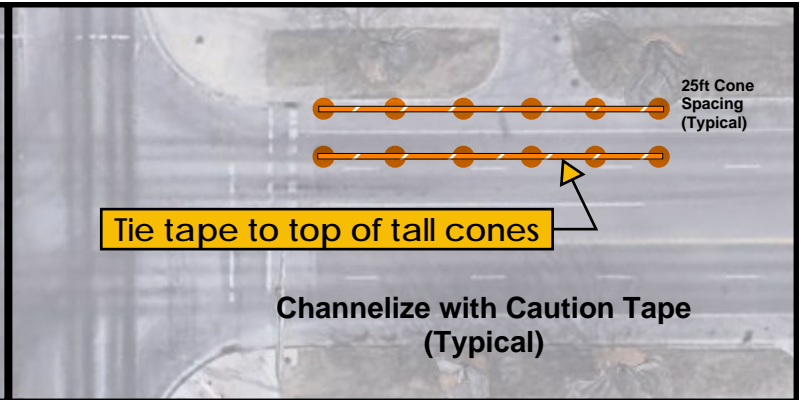 25ft Cone
Spacing
(Typical)
Tie tape to top of tall cones
Channelize with Caution Tape
(Typical)